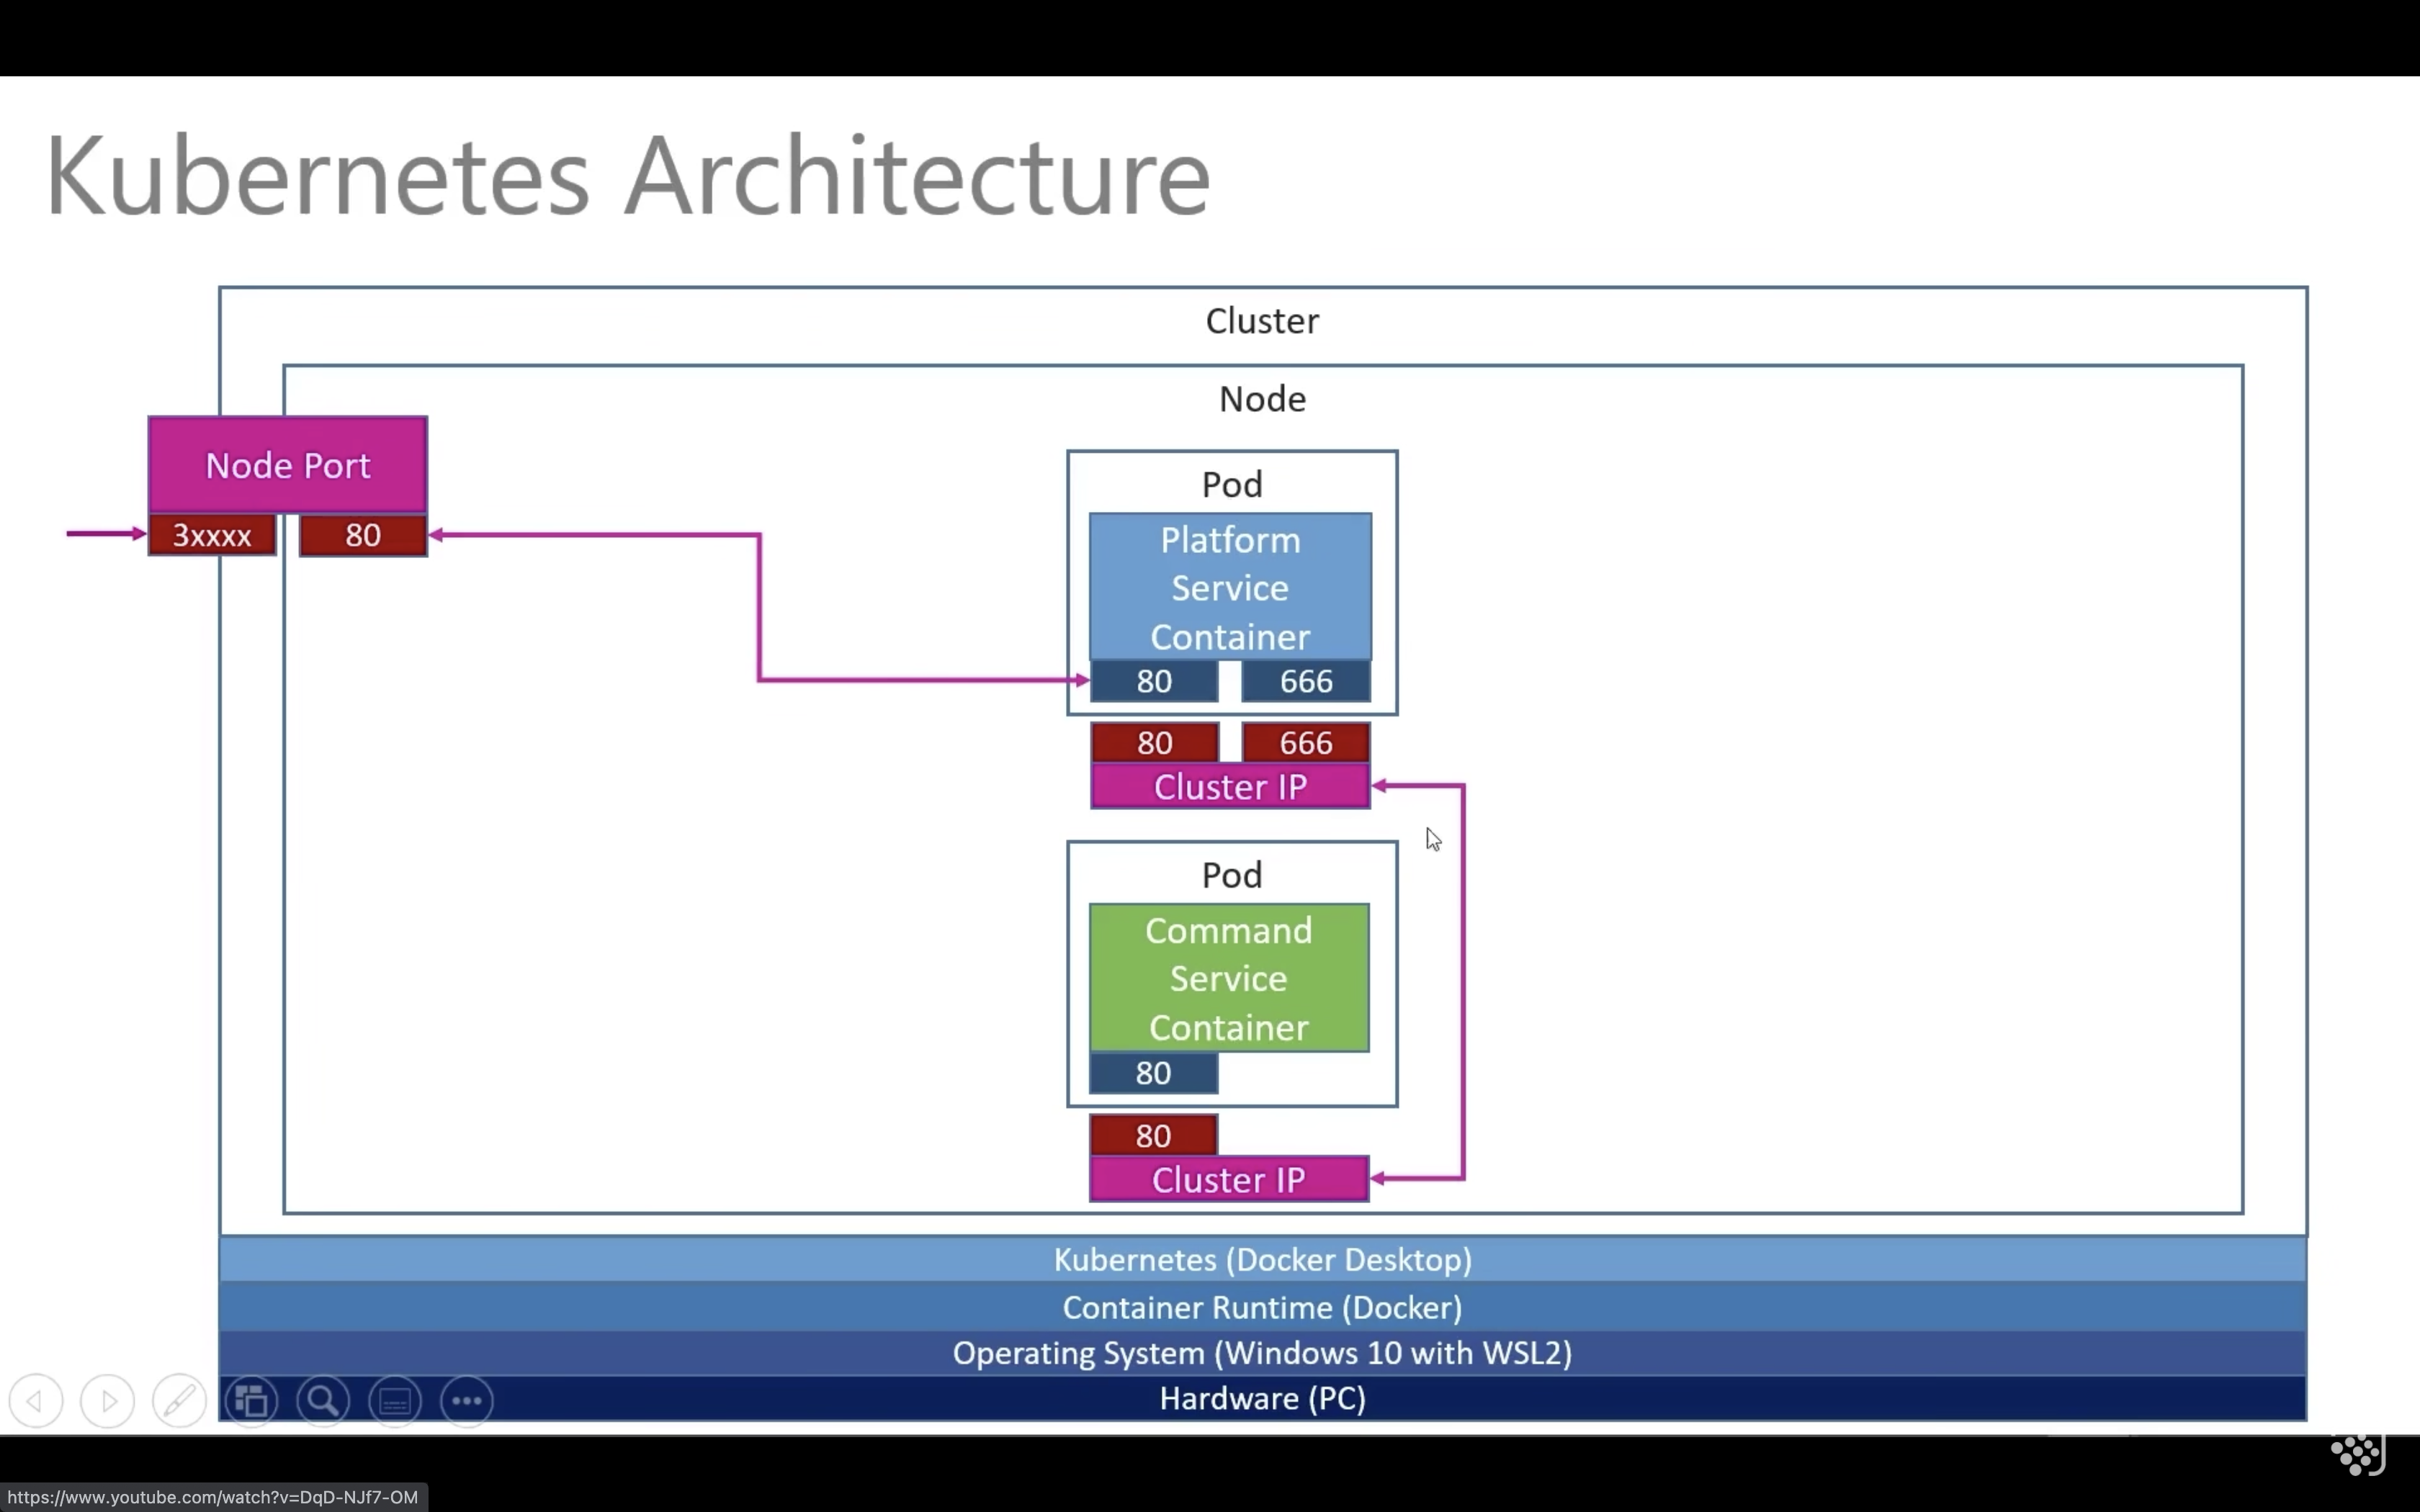 Kubernetes Architecture
Cluster
Node
Node Port
3xxxx 80
Pod
Platform
Service
Container
80 666
80 666
Cluster IP
Pod
Command
Service
Container
80
80
Cluster IP
Kubernetes (Docker Desktop)
Container Runtime (Docker)
Operating System (Windows 10 with WSL2)
Hardware (PC)
https://www.youtube.com/watch?v=DqD-NJf7-OM